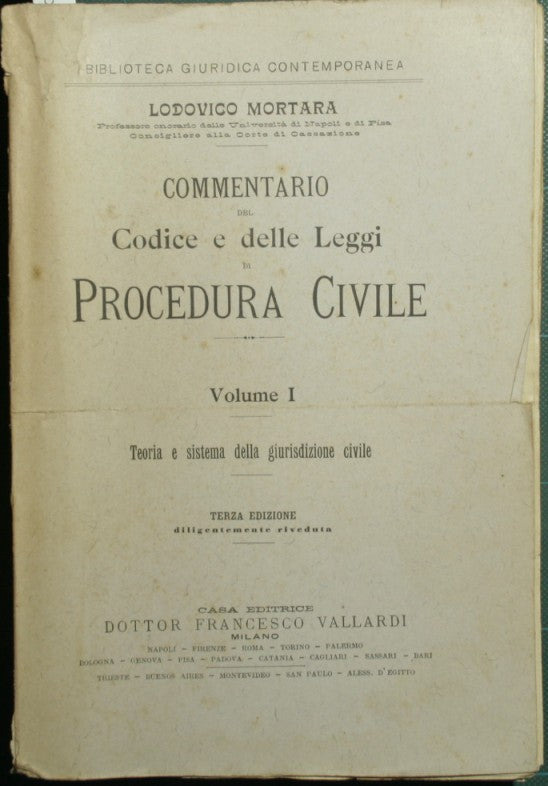 BIBLIOTECA GIURIDICA CONTEMPORANEA
LODOVICO MORTARA
Professore onorario delle Università di Napoli e di Pisa
Consigliere alla Corte di Cassazione
COMMENTARIO
DEL
Codice e delle Leggi
DI
PROCEDURA CIVILE
Volume I
Teoria e sistema della giurisdizione civile
TERZA EDIZIONE
diligentemente riveduta
CASA EDITRICE
DOTTOR FRANCESCO VALLARDI
MILANO
NAPOLI - FIRENZE - ROMA - TORINO - PALERMO
BOLOGNA - GENOVA - PISA - PADOVA - CATANIA - CAGLIARI - SASSARI - BARI
TRIESTE - BUENOS AIRES - MONTEVIDEO - SAN PAULO - ALESS. D'EGITTO